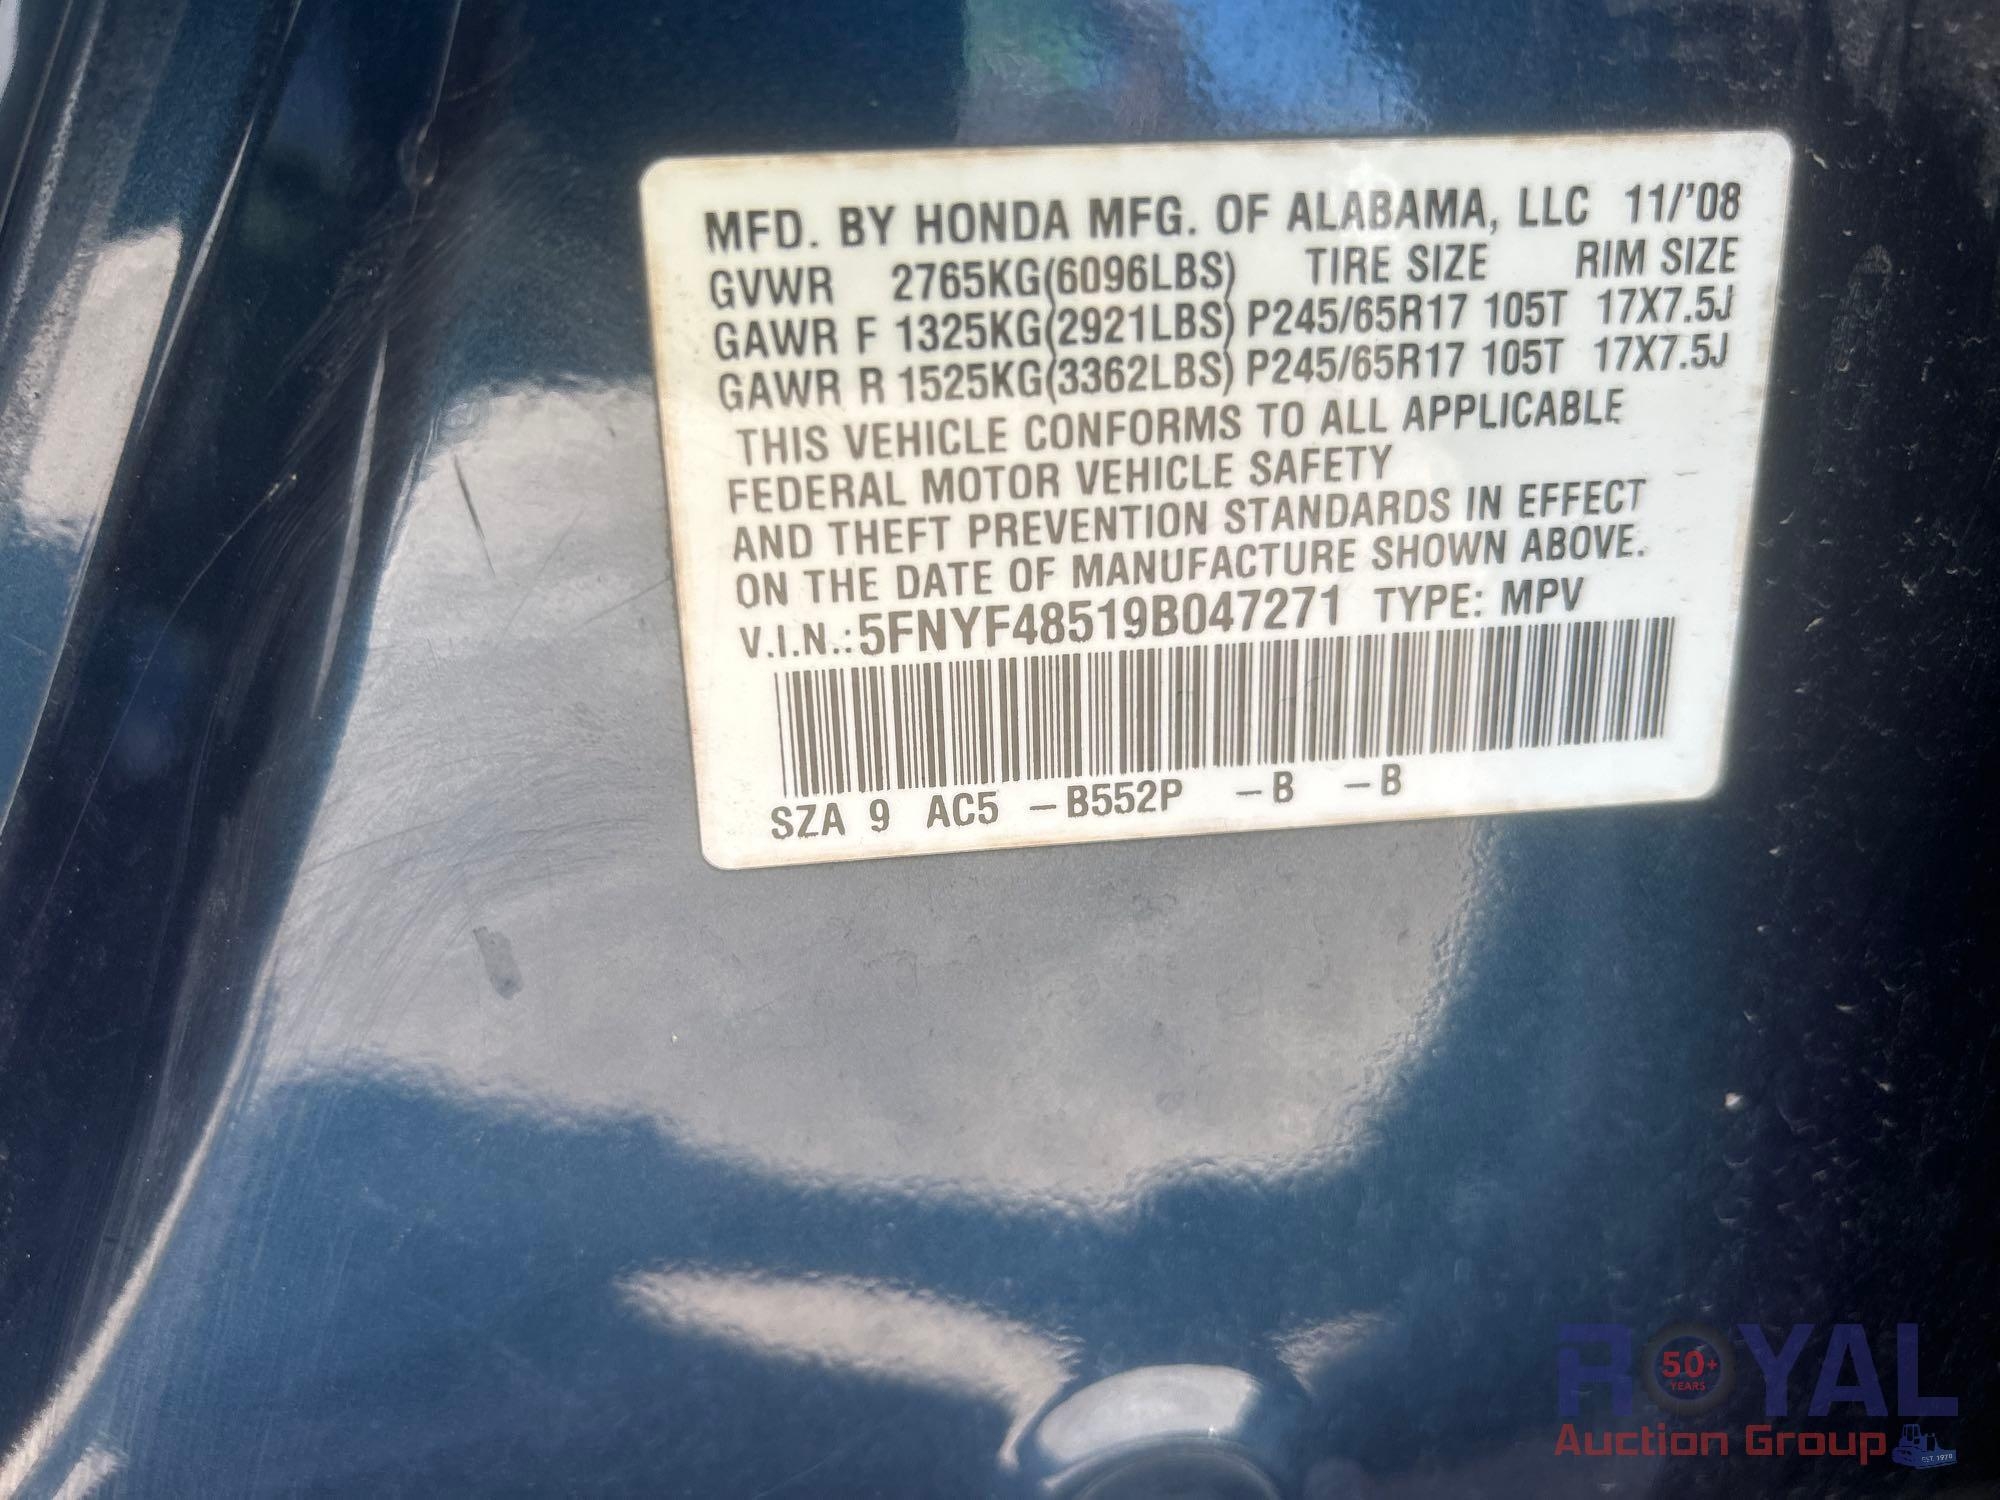 MFD. BY HONDA MFG. OF ALABAMA, LLC 11/'08
GVWR 2765KG(6096LBS) TIRE SIZE RIM SIZE
GAWR F 1325KG(2921LBS) P245/65R17 105T 17X7.5J
GAWR R 1525KG(3362LBS) P245/65R17 105T 17X7.5J
THIS VEHICLE CONFORMS TO ALL APPLICABLE
FEDERAL MOTOR VEHICLE SAFETY
AND THEFT PREVENTION STANDARDS IN EFFECT
ON THE DATE OF MANUFACTURE SHOWN ABOVE.
V.I.N.: 5FNYF48519B047271 TYPE: MPV
SZA 9 AC5 –B552P –B –B
ROYAL
50+
YEARS
Auction Group
EST. 1970